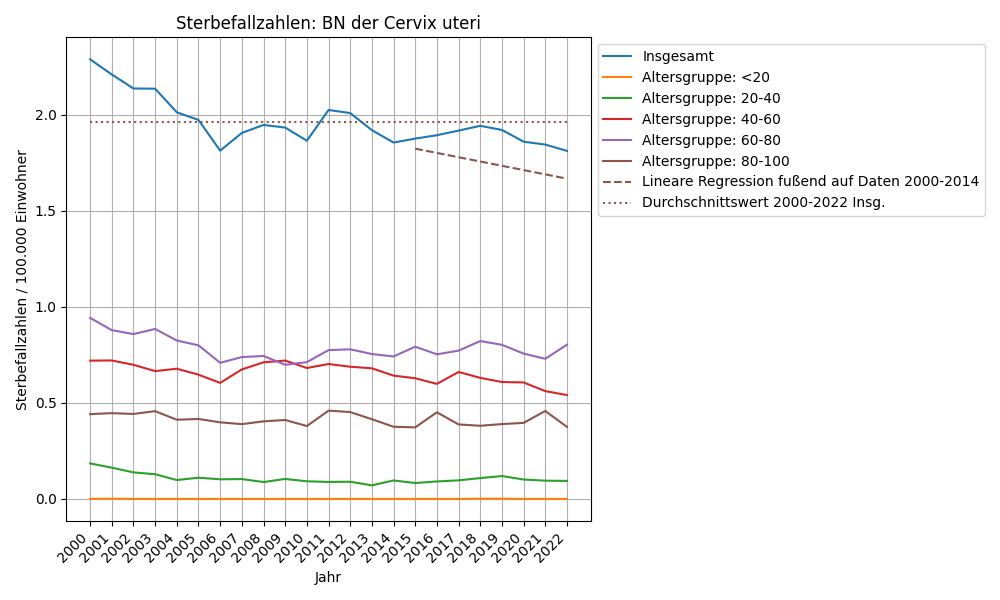 Sterbefallzahlen: BN der Cervix uteri
Sterbefallzahlen / 100.000 Einwohner
2.0
1.5
1.0
0.5
0.0
2000
2001
2002
2003
2004
2005
2006
2007
2008
2009
2010
2011
2012
2013
2014
2015
2016
2017
2018
2019
2020
2021
2022
Jahr
Insgesamt
Altersgruppe: <20
Altersgruppe: 20-40
Altersgruppe: 40-60
Altersgruppe: 60-80
Altersgruppe: 80-100
Lineare Regression fußend auf Daten 2000-2014
Durchschnittswert 2000-2022 Insg.